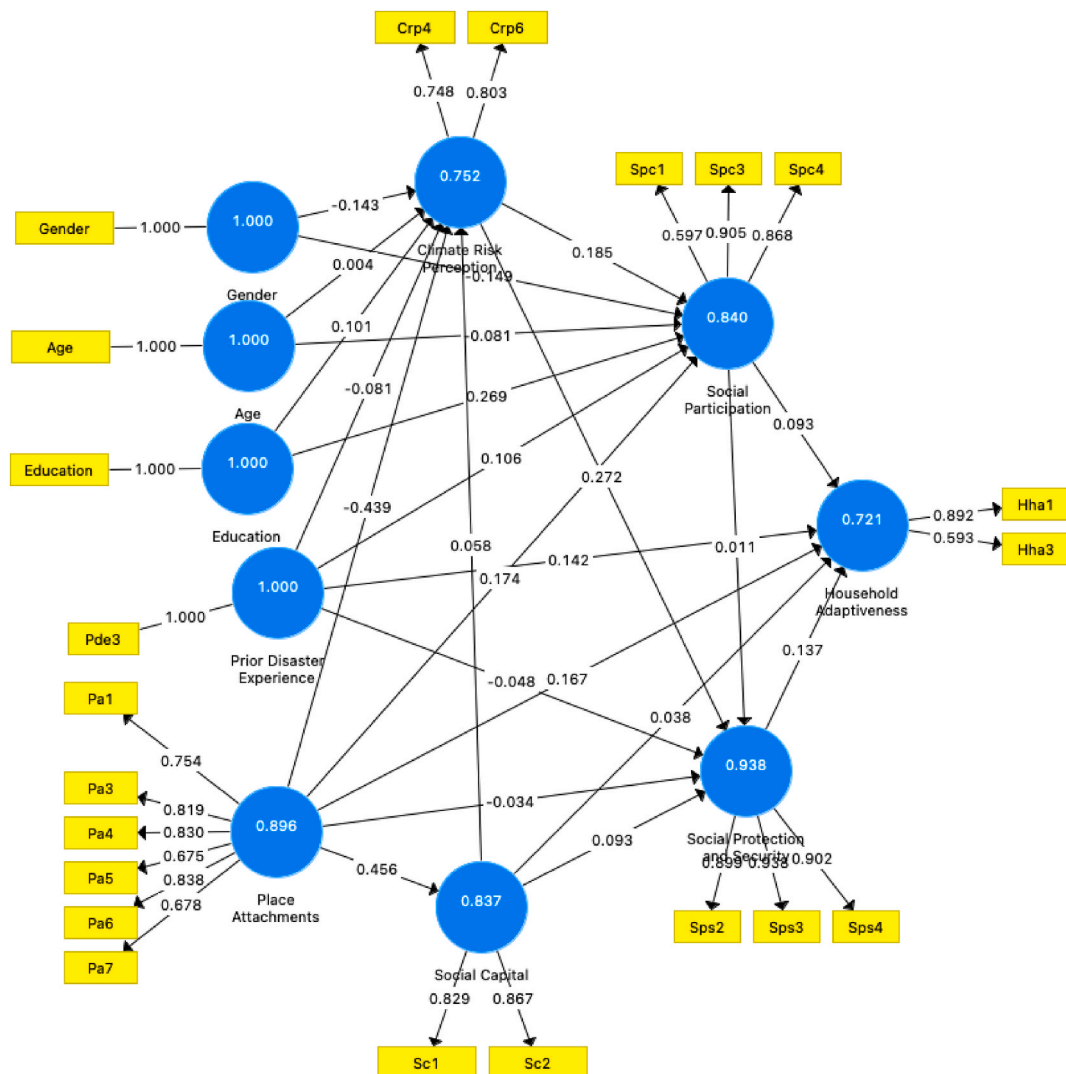 Crp4 Crp6
0.748 0.803
0.752
Spc1 Spc3 Spc4
Gender 1.000 1.000 -0.143
0.597 0.905 0.868
Climate Risk
Perception
0.185
0.004
-0.149
Gender
0.840
Age 1.000 1.000 0.101 -0.081
Social
Participation
-0.081 0.269
Age
0.093
Education 1.000 1.000 0.106
0.272
-0.439
Hha1
0.892
0.721
Education
0.593
Hha3
0.058 0.142 0.011
Household
Adaptiveness
1.000 0.174
1.000
Pde3
0.137
Prior Disaster
Experience
-0.048 0.167
Pa1
0.038
0.754
0.938
Pa3 0.819
-0.034
Pa4 0.830 0.896
Social Protection
and Security
0.093
0.675
0.899 0.938 0.902
0.456
Pa5 0.838
Place
Attachments
0.837
0.678
Pa6
Sps2 Sps3 Sps4
Pa7
Social Capital
0.829 0.867
Sc1 Sc2